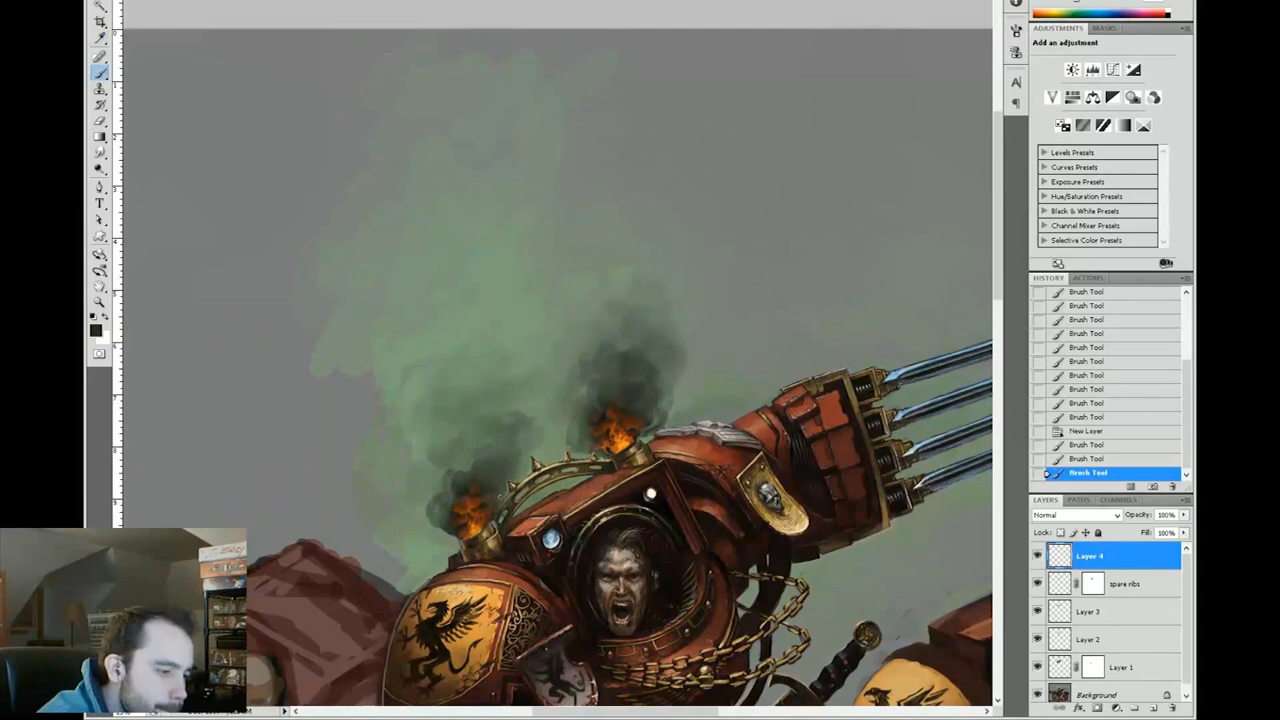 ADJUSTMENTS MASKS
Add an adjustment
Levels Presets
Curves Presets
Exposure Presets
Hue/Saturation Presets
Black & White Presets
Channel Mixer Presets
Selective Color Presets
HISTORY ACTIONS
Brush Tool
Brush Tool
Brush Tool
Brush Tool
Brush Tool
Brush Tool
Brush Tool
Brush Tool
Brush Tool
Brush Tool
New Layer
Brush Tool
Brush Tool
Brush Tool
LAYERS PATHS CHANNELS
Normal Opacity: 100%
Lock: Fill: 100%
Layer 4
spare ribs
Layer 3
Layer 2
Layer 1
Background